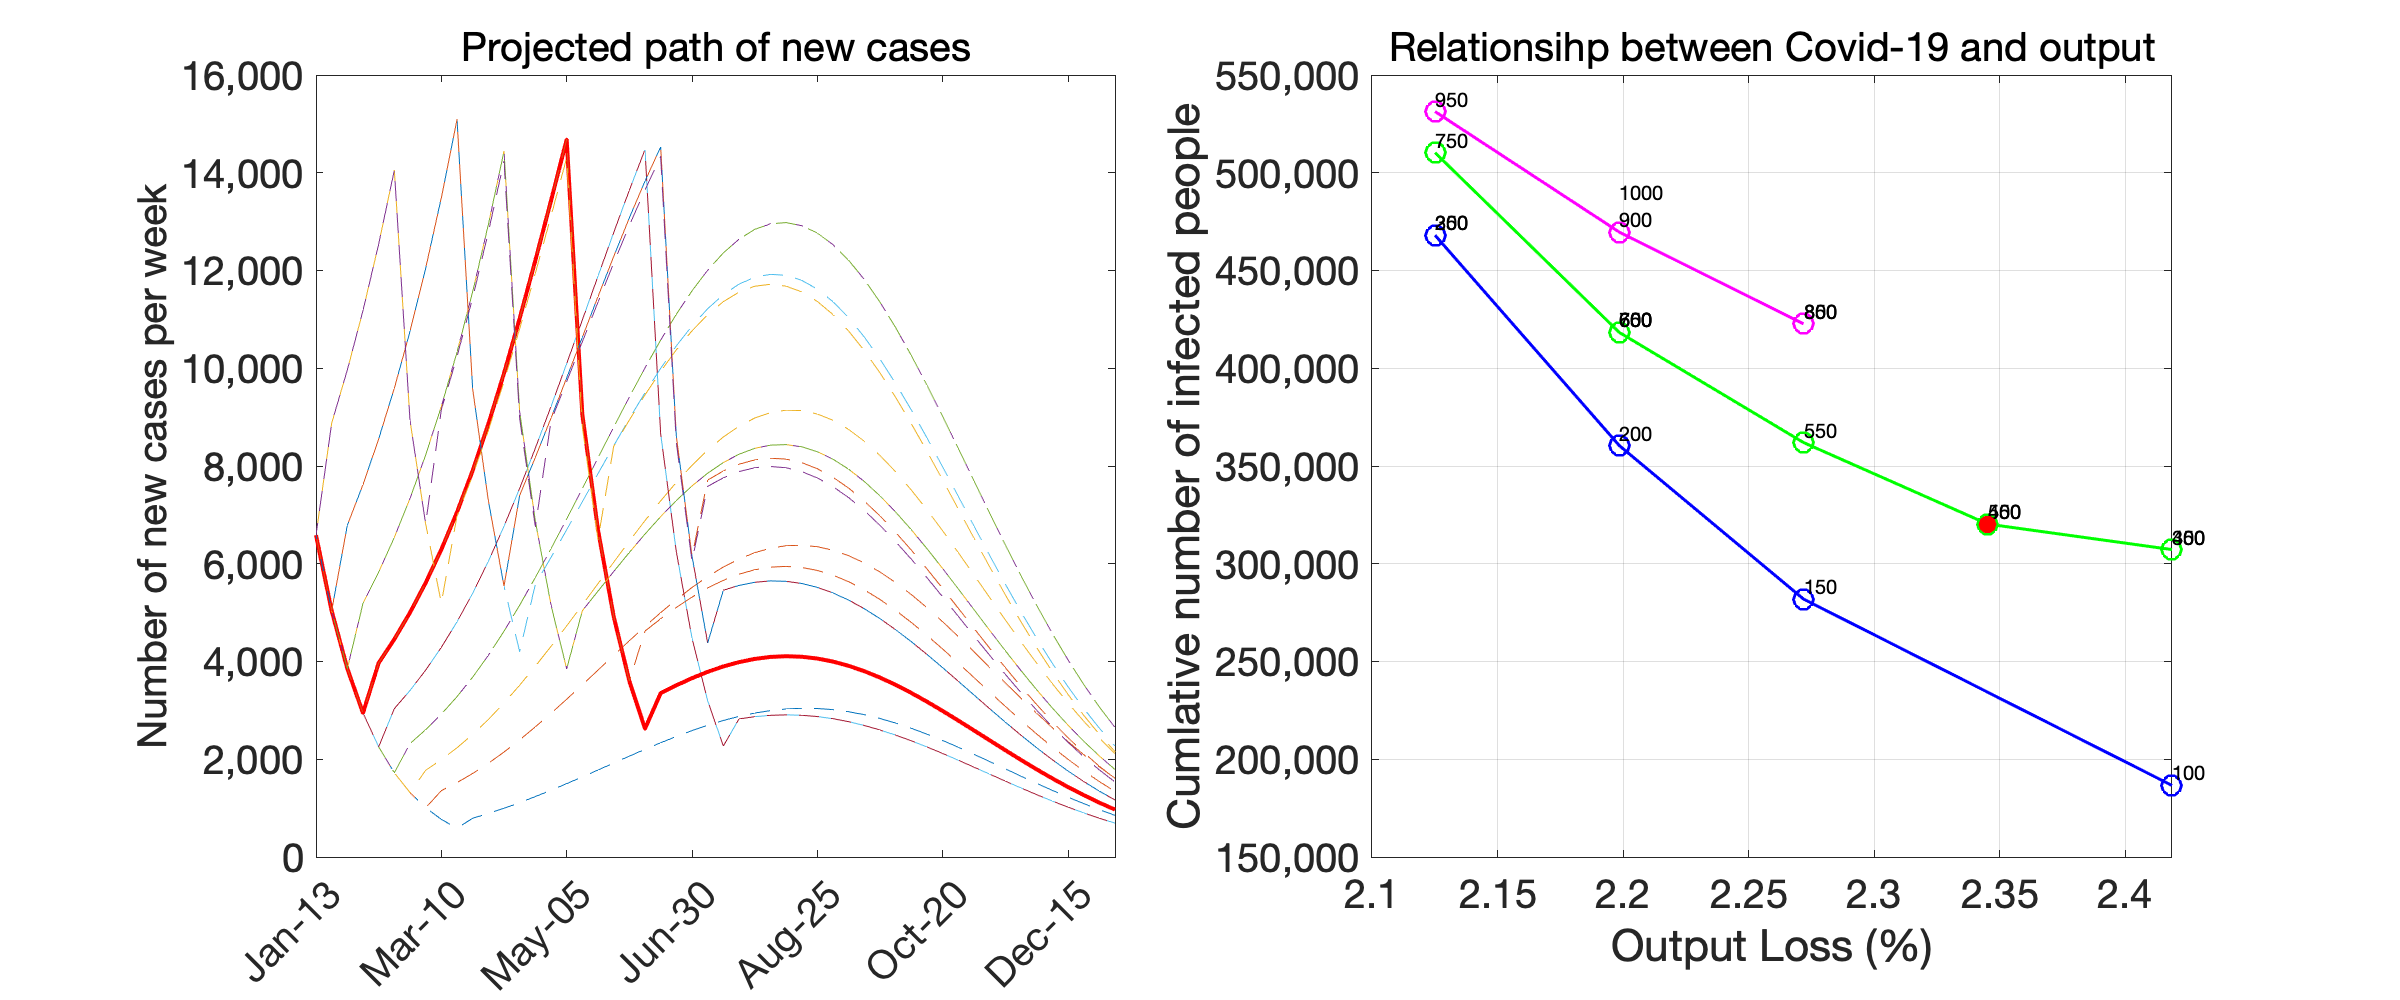 Projected path of new cases
Number of new cases per week
16,000
14,000
12,000
10,000
8,000
6,000
4,000
2,000
0
Jan-13
Mar-10
May-05
Jun-30
Aug-25
Oct-20
Dec-15
Relationsihp between Covid-19 and output
Cumlative number of infected people
550,000
500,000
450,000
400,000
350,000
300,000
250,000
200,000
150,000
950
750
1000
900
200
550
150
100
2.1
2.15
2.2
2.25
2.3
2.35
2.4
Output Loss (%)